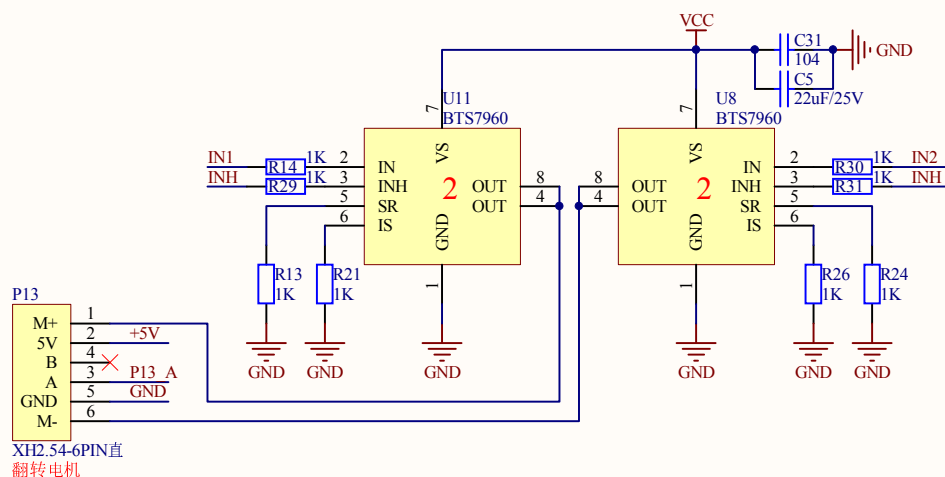 VCC
C31
104
GND
C5
22uF/25V
U11
BTS7960
U8
BTS7960
7
7
VS
VS
IN1
R14
1K
2
IN
IN
2
R30
1K
IN2
INH
R29
1K
3
INH
INH
3
R31
1K
INH
5
SR
SR
5
6
IS
IS
6
2
2
OUT
8
8
OUT
OUT
4
4
OUT
GND
GND
1
1
R13
1K
R21
1K
R26
1K
R24
1K
GND
GND
GND
GND
GND
GND
P13
M+
1
5V
2
+5V
B
4
A
3
P13_A
GND
5
GND
M-
6
XH2.54-6PIN直
翻转电机